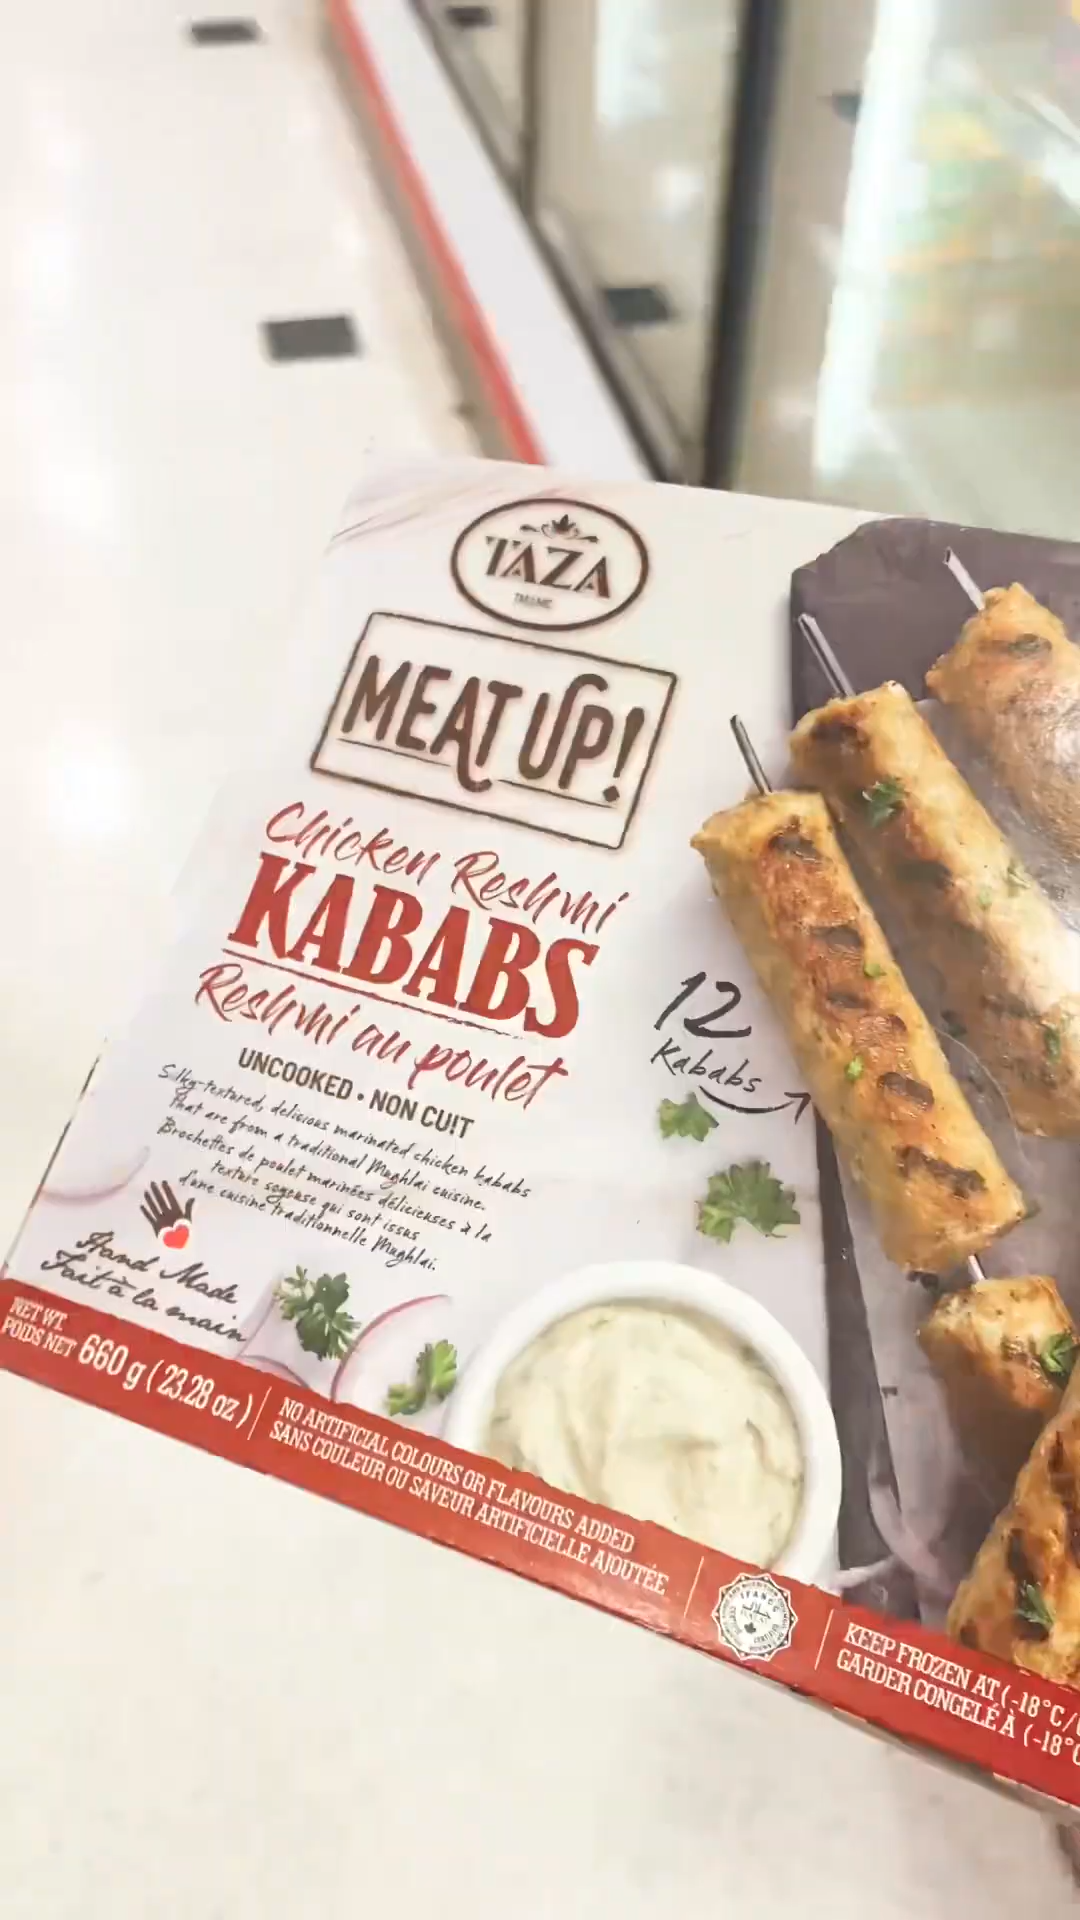 TAZA
MEAT UP!
Chicken Reshmi
KABABS
Reshmi au poulet
UNCOOKED • NON CUIT
Silky-textured, delicious marinated chicken kababs
that are from a traditional Mughlai cuisine.
Brochettes de poulet marinées délicieuses à la
texture soyeuse qui sont issus
d'une cuisine traditionnelle Mughlai.
12
Kababs
Hand Made
Fait à la main
NET WT.
POIDS NET 660 g (23.28 oz)
NO ARTIFICIAL COLOURS OR FLAVOURS ADDED
SANS COULEUR OU SAVEUR ARTIFICIELLE AJOUTÉE
IFANCC
KEEP FROZEN AT (-18°C/
GARDER CONGELÉ À (-18°C